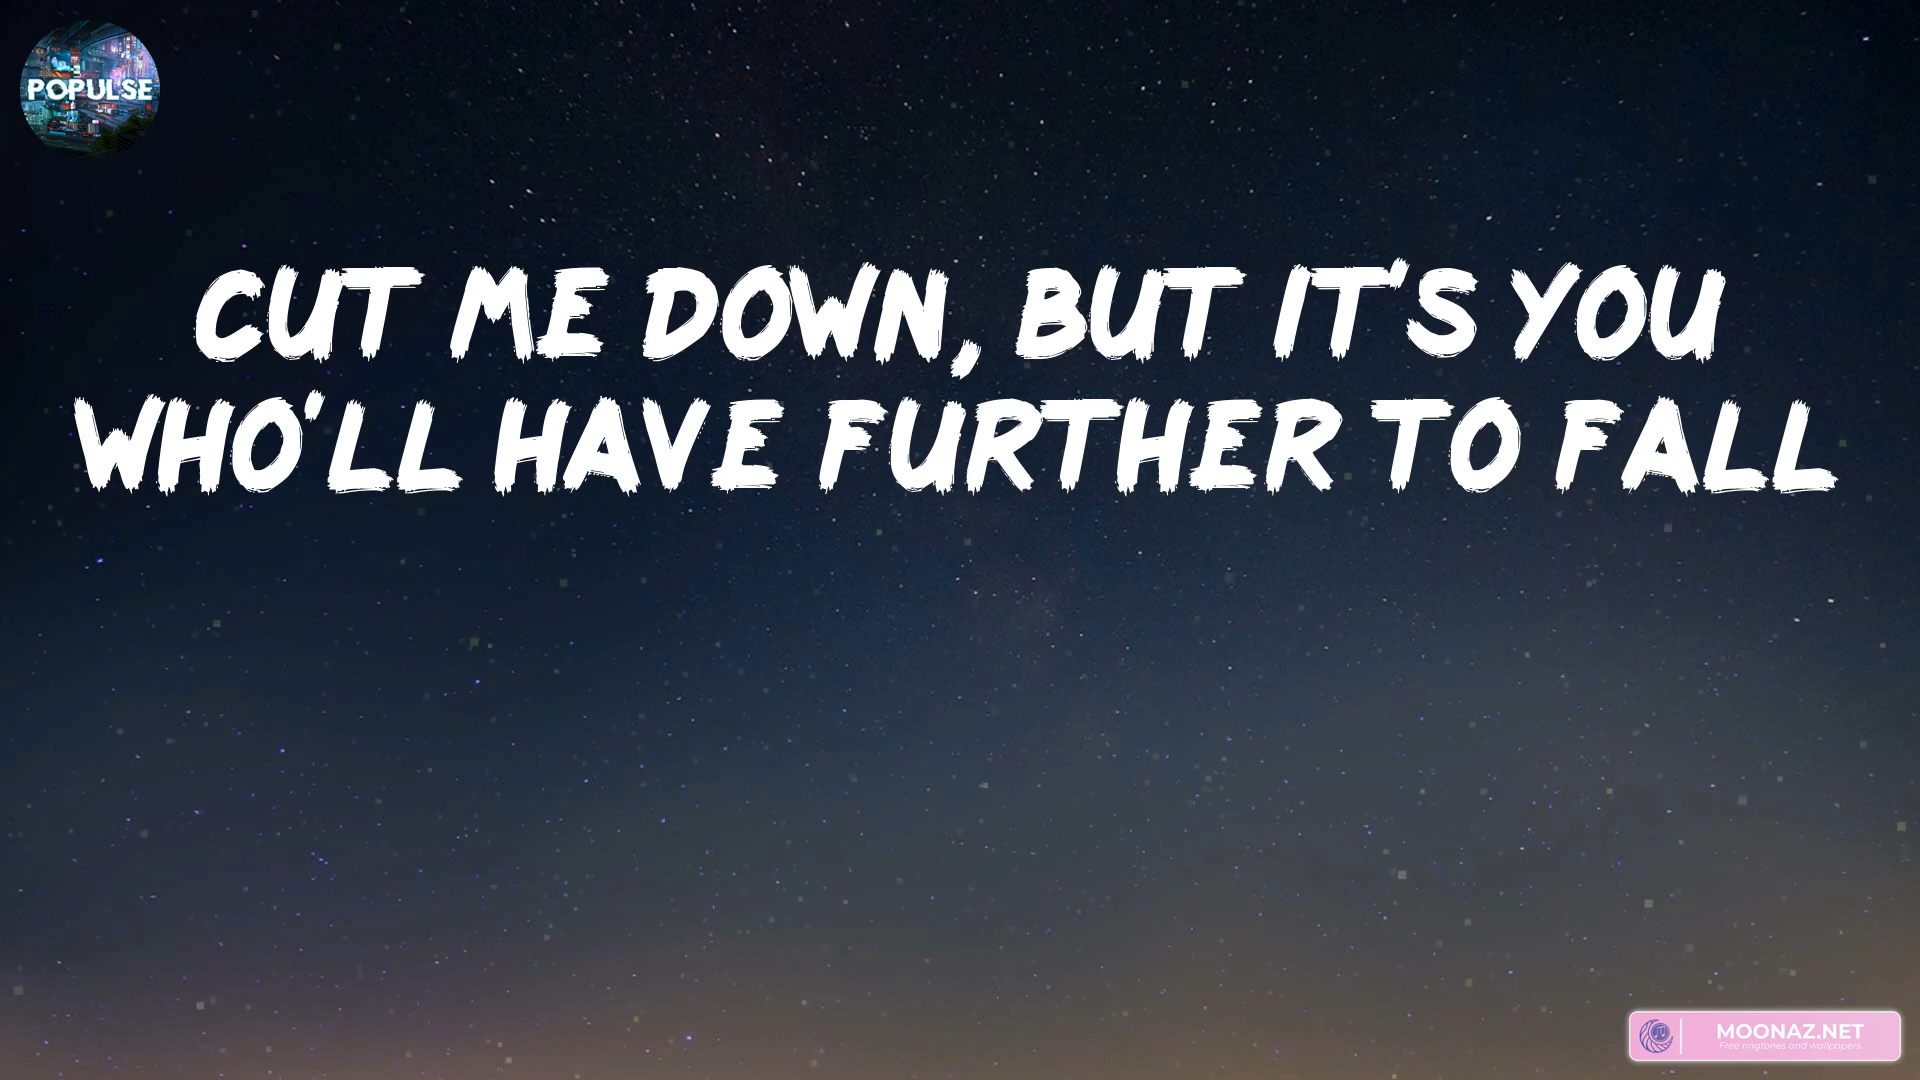 POPULSE
CUT ME DOWN, BUT IT'S YOU
WHO'LL HAVE FURTHER TO FALL
MOONAZ.NET
Free ringtones and wallpapers